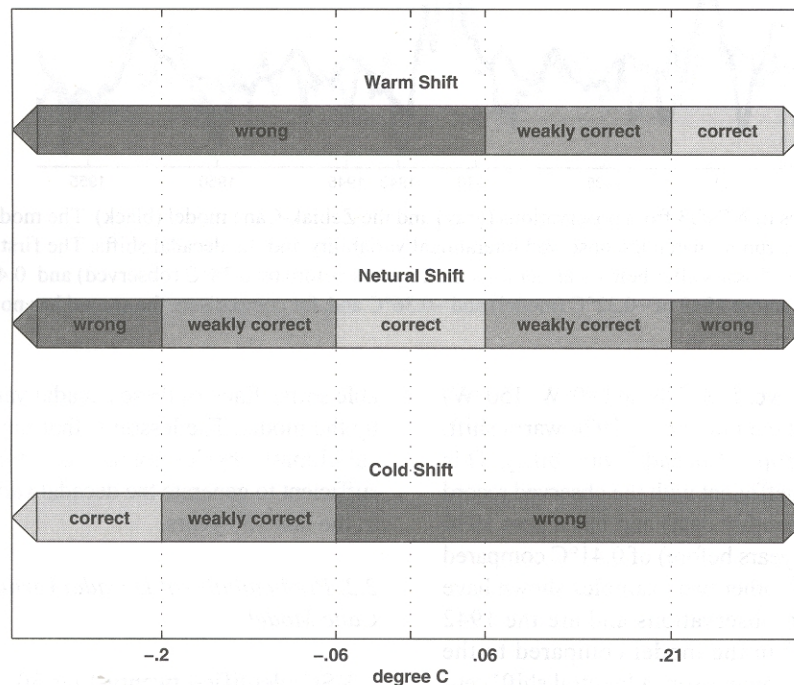 Warm Shift
wrong weakly correct correct
Netural Shift
wrong weakly correct correct weakly correct wrong
Cold Shift
correct weakly correct wrong
-.2 -.06 .06 .21
degree C